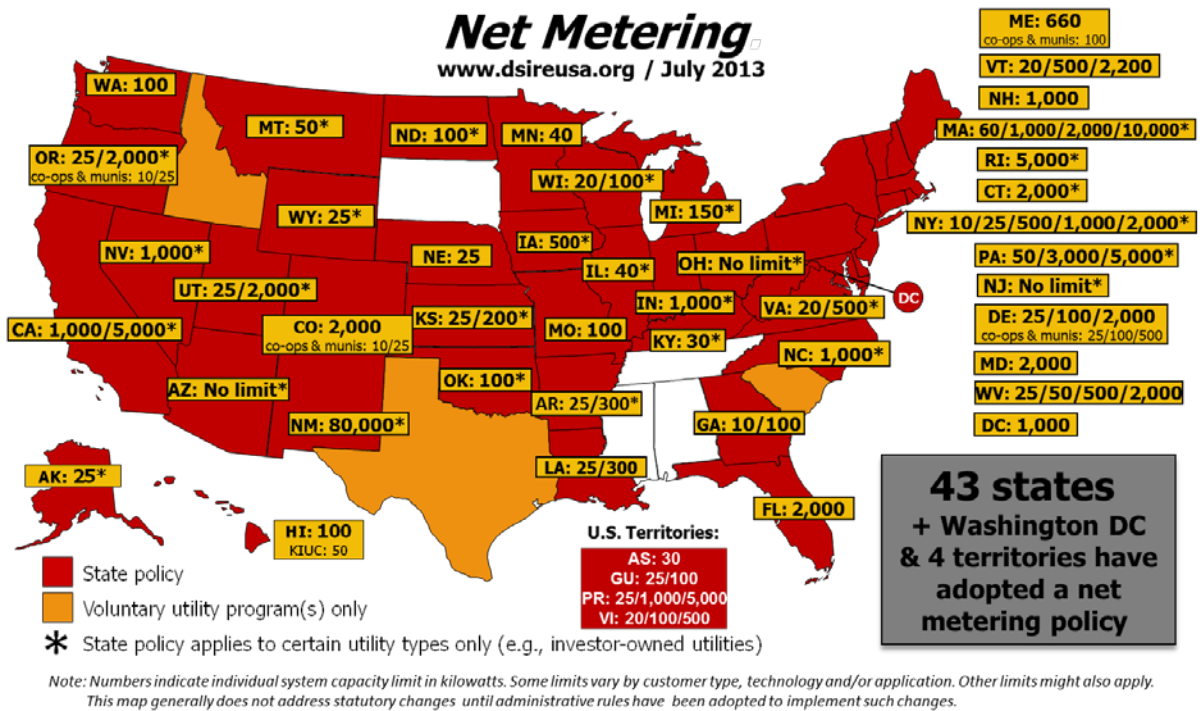 Net Metering
www.dsireusa.org / July 2013
WA: 100
MT: 50*
ND: 100*
MN: 40
OR: 25/2,000*
co-ops & munis: 10/25
WI: 20/100*
WY: 25*
MI: 150*
NV: 1,000*
NE: 25
IA: 500*
IL: 40*
OH: No limit*
UT: 25/2,000*
IN: 1,000*
VA: 20/500*
DC
CA: 1,000/5,000*
CO: 2,000
co-ops & munis: 10/25
KS: 25/200*
MO: 100
KY: 30*
NC: 1,000*
AZ: No limit*
OK: 100*
AR: 25/300*
NM: 80,000*
GA: 10/100
AK: 25*
LA: 25/300
FL: 2,000
HI: 100
KIUC: 50
ME: 660
co-ops & munis: 100
VT: 20/500/2,200
NH: 1,000
MA: 60/1,000/2,000/10,000*
RI: 5,000*
CT: 2,000*
NY: 10/25/500/1,000/2,000*
PA: 50/3,000/5,000*
NJ: No limit*
DE: 25/100/2,000
co-ops & munis: 25/100/500
MD: 2,000
WV: 25/50/500/2,000
DC: 1,000
U.S. Territories:
AS: 30
GU: 25/100
PR: 25/1,000/5,000
VI: 20/100/500
43 states
+ Washington DC
& 4 territories have
adopted a net
metering policy
State policy
Voluntary utility program(s) only
* State policy applies to certain utility types only (e.g., investor-owned utilities)
Note: Numbers indicate individual system capacity limit in kilowatts. Some limits vary by customer type, technology and/or application. Other limits might also apply.
This map generally does not address statutory changes until administrative rules have been adopted to implement such changes.